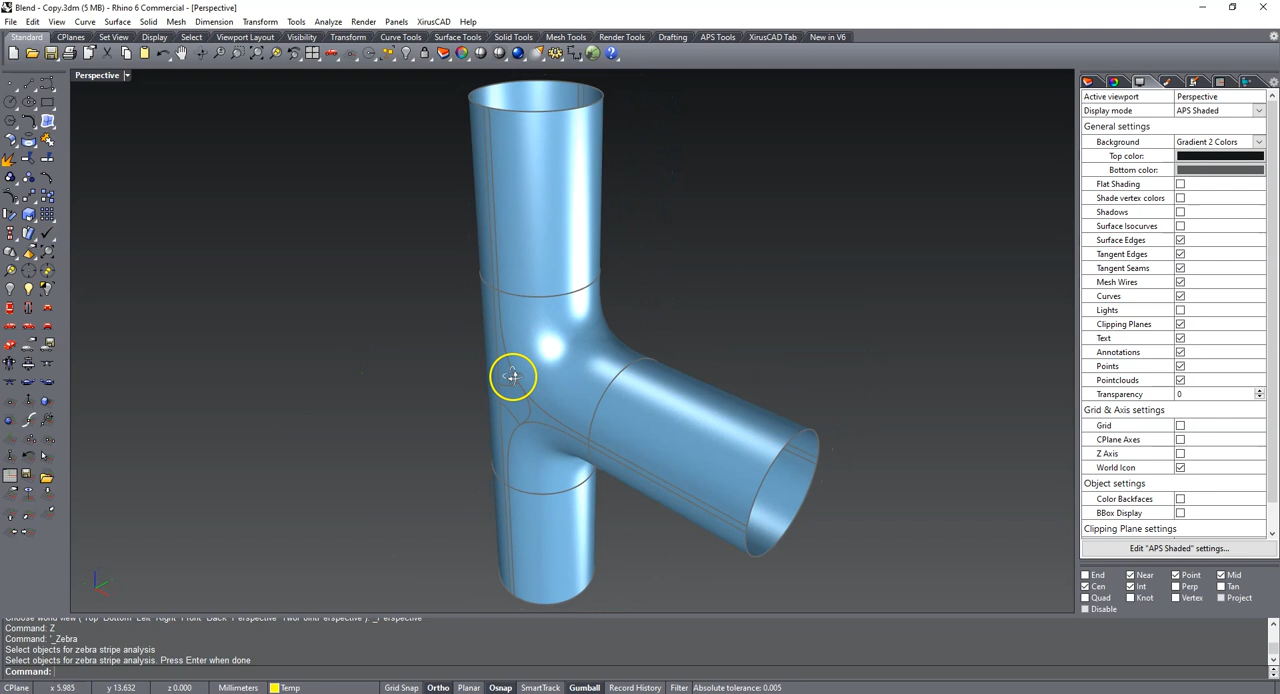 Blend - Copy.3dm (5 MB) - Rhino 6 Commercial - [Perspective]
File Edit View Curve Surface Solid Mesh Dimension Transform Tools Analyze Render Panels XirusCAD Help
Standard CPlanes Set View Display Select Viewport Layout Visibility Transform Curve Tools Surface Tools Solid Tools Mesh Tools Render Tools Drafting APS Tools XirusCAD Tab New in V6
Perspective
Active viewport Perspective
Display mode APS Shaded
General settings
Background Gradient 2 Colors
Top color:
Bottom color:
Flat Shading
Shade vertex colors
Shadows
Surface Isocurves
Surface Edges
Tangent Edges
Tangent Seams
Mesh Wires
Curves
Lights
Clipping Planes
Text
Annotations
Points
Pointclouds
Transparency 0
Grid & Axis settings
Grid
CPlane Axes
Z Axis
World Icon
Object settings
Color Backfaces
BBox Display
Clipping Plane settings
Edit "APS Shaded" settings...
End Near Point Mid
Cen Int Perp Tan
Quad Knot Vertex Project
Disable
Command: Z
Command: '_Zebra
Select objects for zebra stripe analysis
Select objects for zebra stripe analysis. Press Enter when done
Command:
CPlane x 5.985 y 13.632 z 0.000 Millimeters Temp Grid Snap Ortho Planar Osnap SmartTrack Gumball Record History Filter Absolute tolerance: 0.005